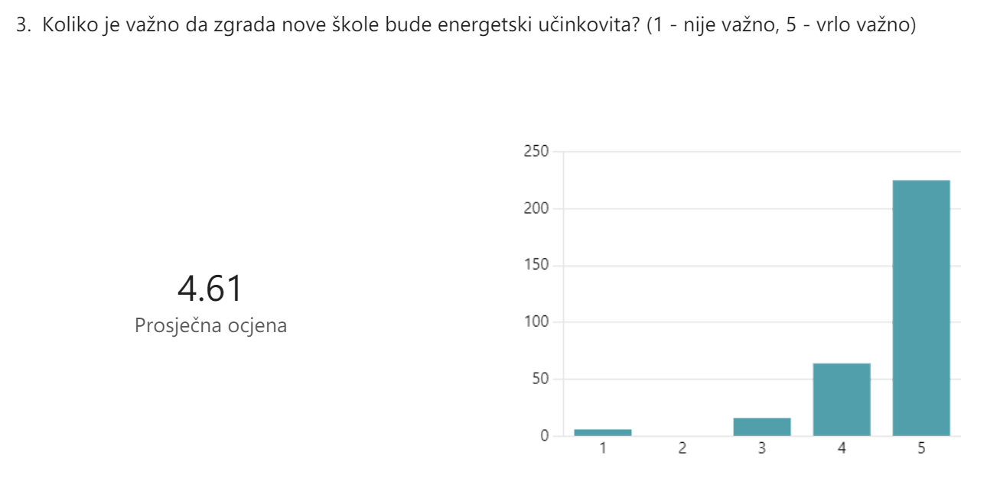 3. Koliko je važno da zgrada nove škole bude energetski učinkovita? (1 - nije važno, 5 - vrlo važno)
4.61
Prosječna ocjena
250
200
150
100
50
0
1 2 3 4 5